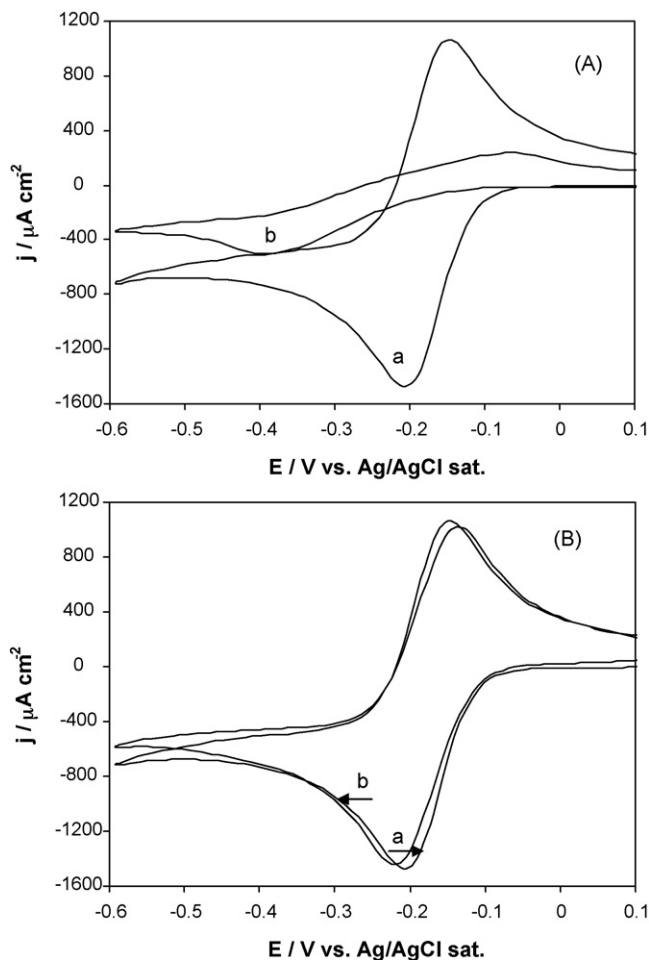 1200
(A)
800
400
0
b
-400
-800
a
-1200
-1600
-0.6 -0.5 -0.4 -0.3 -0.2 -0.1 0 0.1
j / μA cm-2
E / V vs. Ag/AgCl sat.
1200
(B)
800
400
0
-400
b
-800
a
-1200
-1600
-0.6 -0.5 -0.4 -0.3 -0.2 -0.1 0 0.1
j / μA cm-2
E / V vs. Ag/AgCl sat.